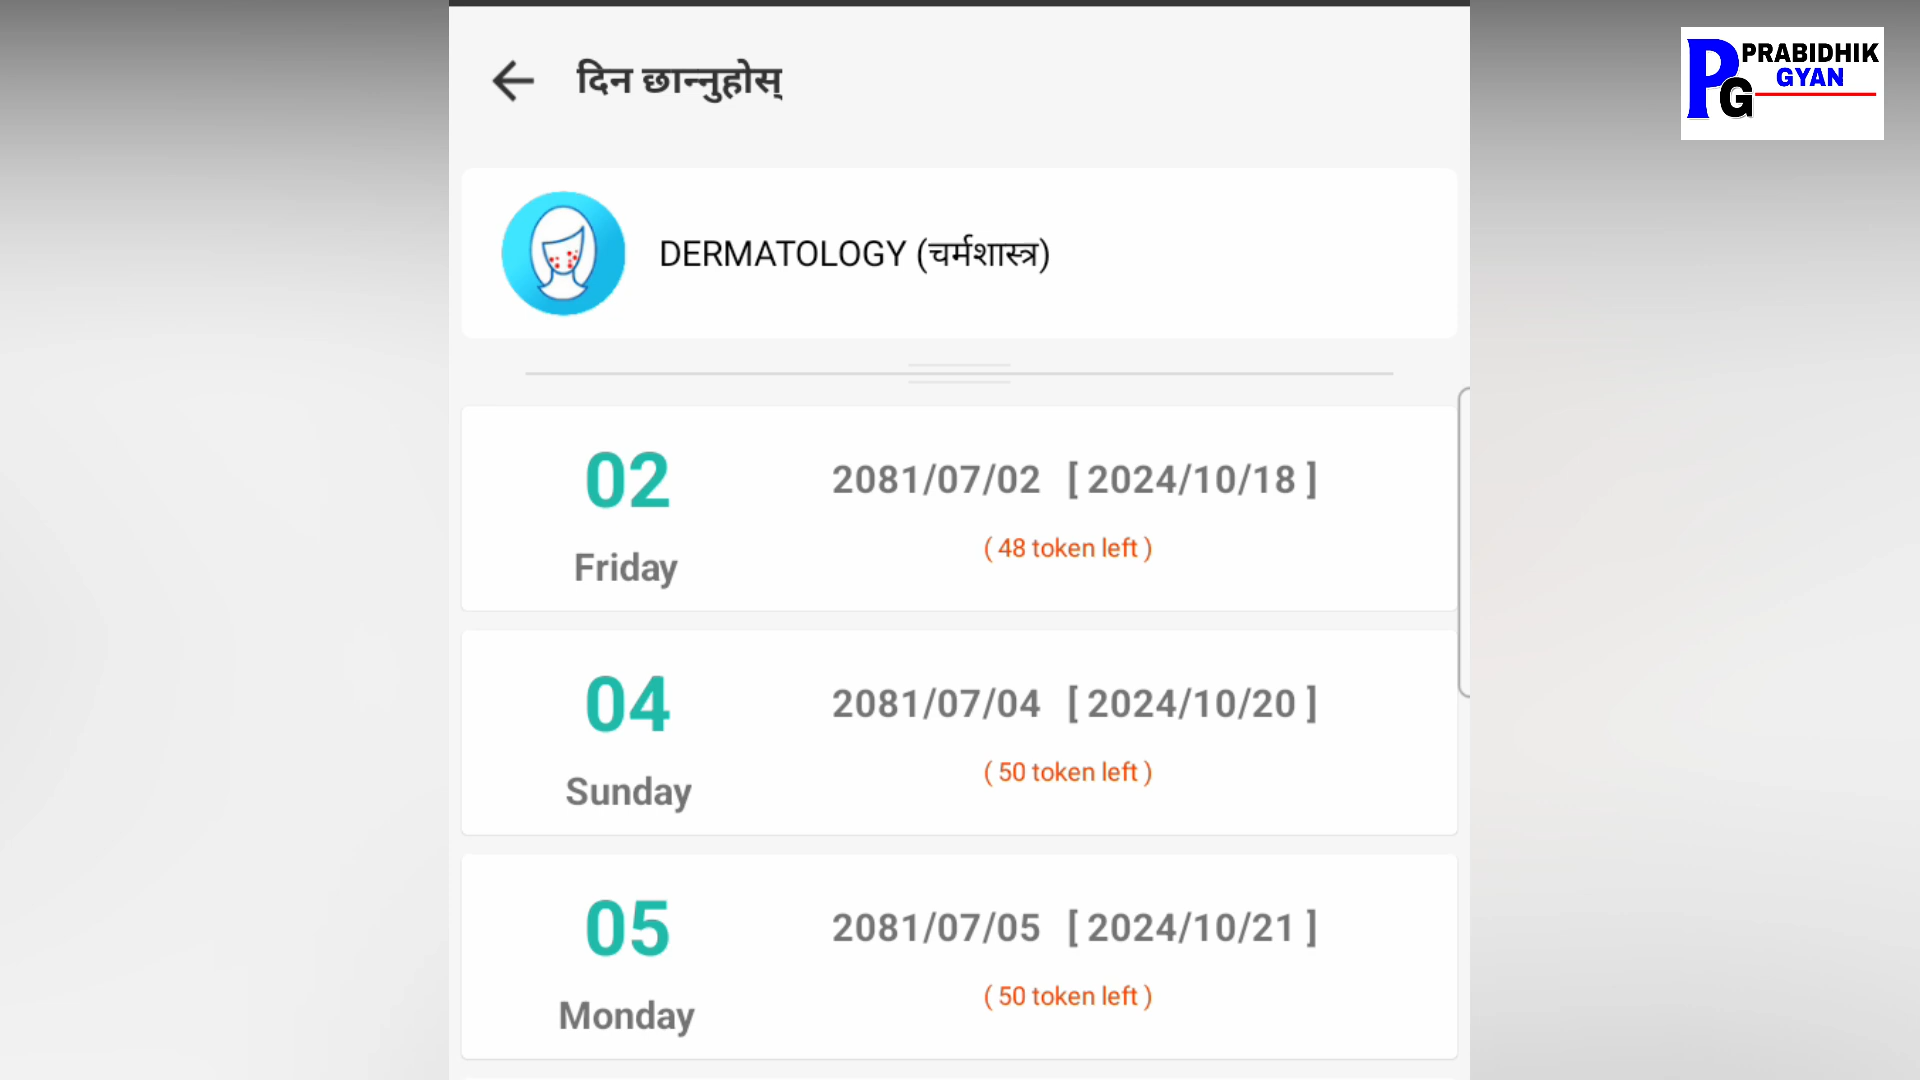 दिन छान्नुहोस्
PRABIDHIK
GYAN
PG
DERMATOLOGY (चर्मशास्त्र)
02
Friday
2081/07/02 [ 2024/10/18 ]
( 48 token left )
04
Sunday
2081/07/04 [ 2024/10/20 ]
( 50 token left )
05
Monday
2081/07/05 [ 2024/10/21 ]
( 50 token left )